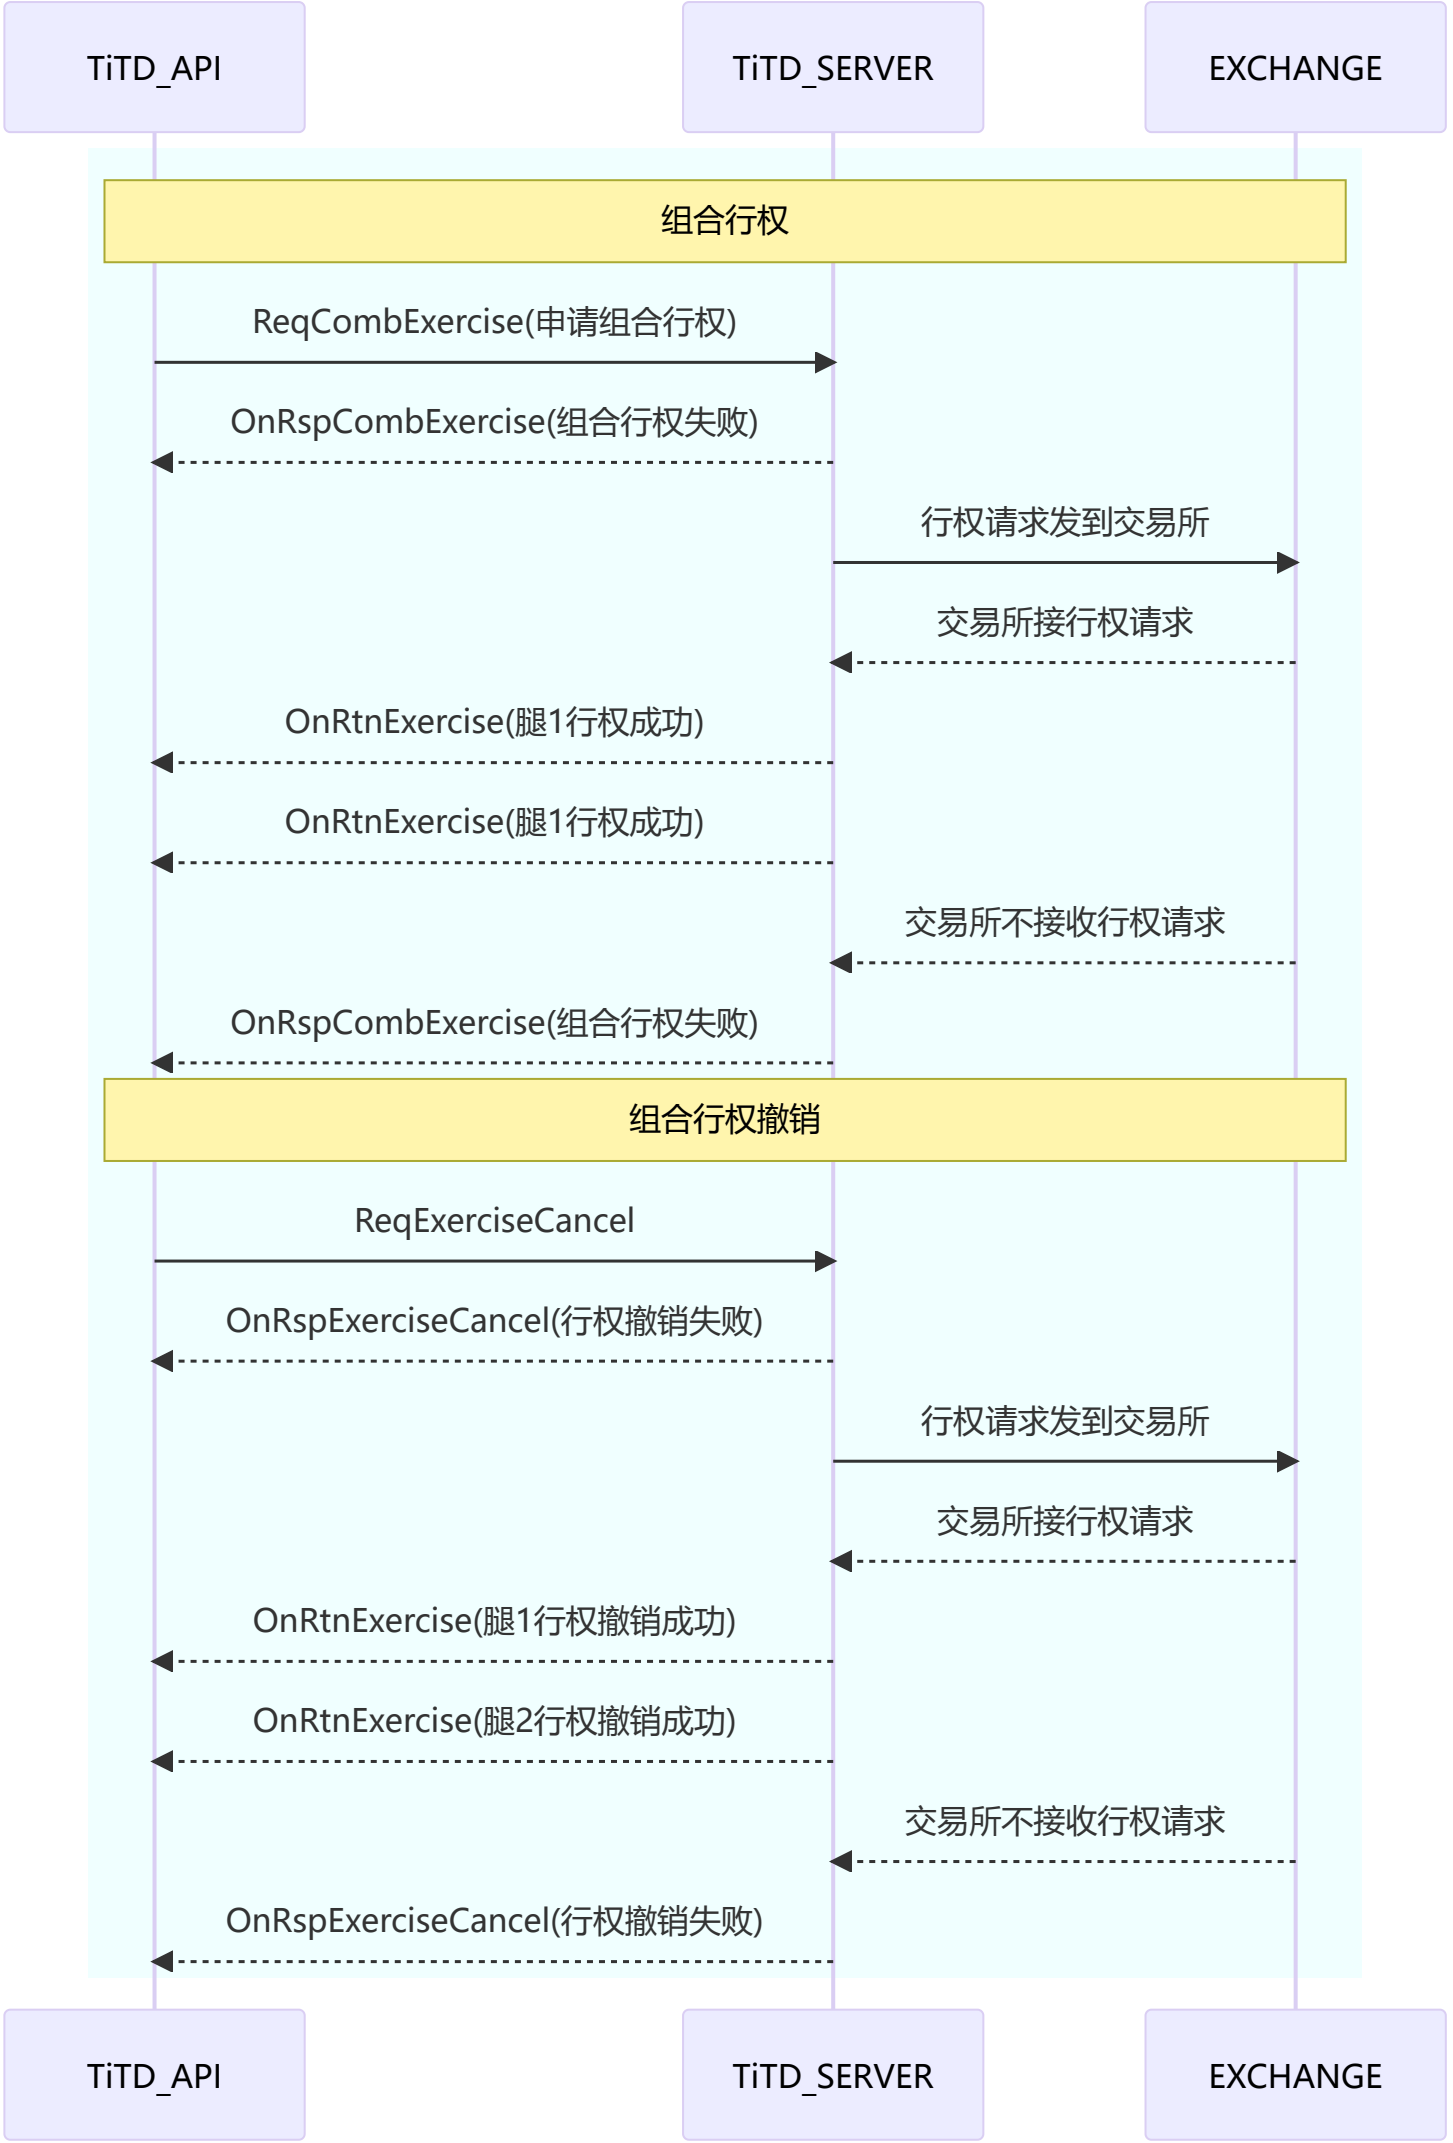 TiTD_API
TiTD_SERVER
EXCHANGE
组合行权
ReqCombExercise(申请组合行权)
OnRspCombExercise(组合行权失败)
行权请求发到交易所
交易所接行权请求
OnRtnExercise(腿1行权成功)
OnRtnExercise(腿1行权成功)
交易所不接收行权请求
OnRspCombExercise(组合行权失败)
组合行权撤销
ReqExerciseCancel
OnRspExerciseCancel(行权撤销失败)
行权请求发到交易所
交易所接行权请求
OnRtnExercise(腿1行权撤销成功)
OnRtnExercise(腿2行权撤销成功)
交易所不接收行权请求
OnRspExerciseCancel(行权撤销失败)
TiTD_API
TiTD_SERVER
EXCHANGE